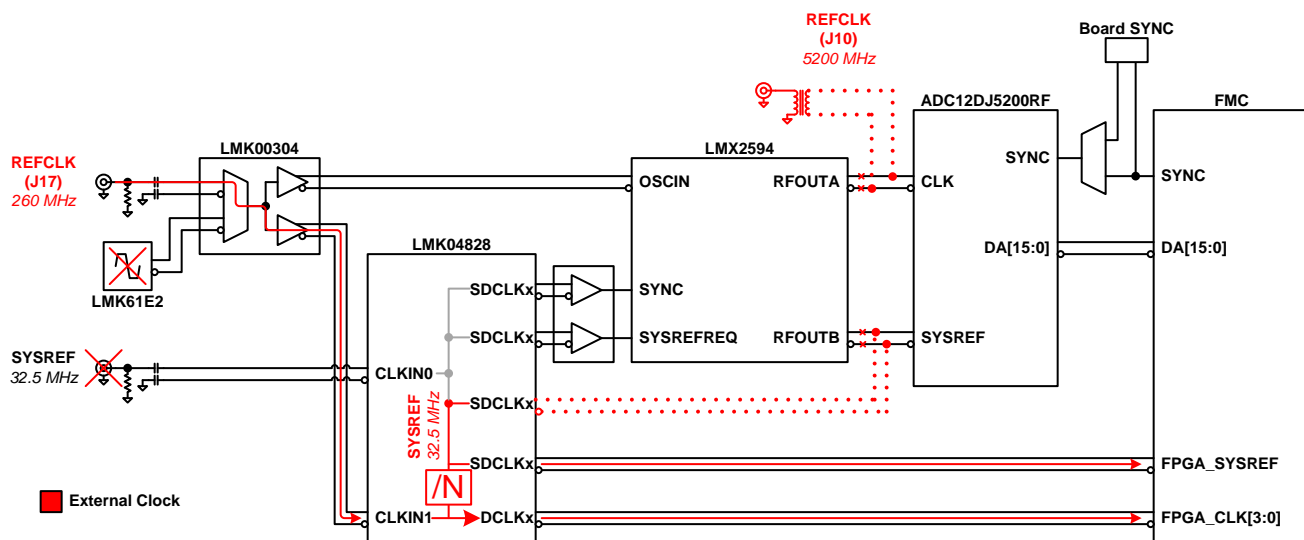 REFCLK
(J10)
5200 MHz
Board SYNC
ADC12DJ5200RF
FMC
LMK00304
LMX2594
REFCLK
(J17)
260 MHz
SYNC
OSCIN
RFOUTA
CLK
SYNC
LMK04828
DA[15:0]
DA[15:0]
LMK61E2
SDCLKx
SYNC
SDCLKx
SYSREFREQ
RFOUTB
SYSREF
SYSREF
32.5 MHz
CLKIN0
SDCLKx
SYSREF
32.5 MHz
SDCLKx
FPGA_SYSREF
/N
External Clock
CLKIN1
DCLKx
FPGA_CLK[3:0]